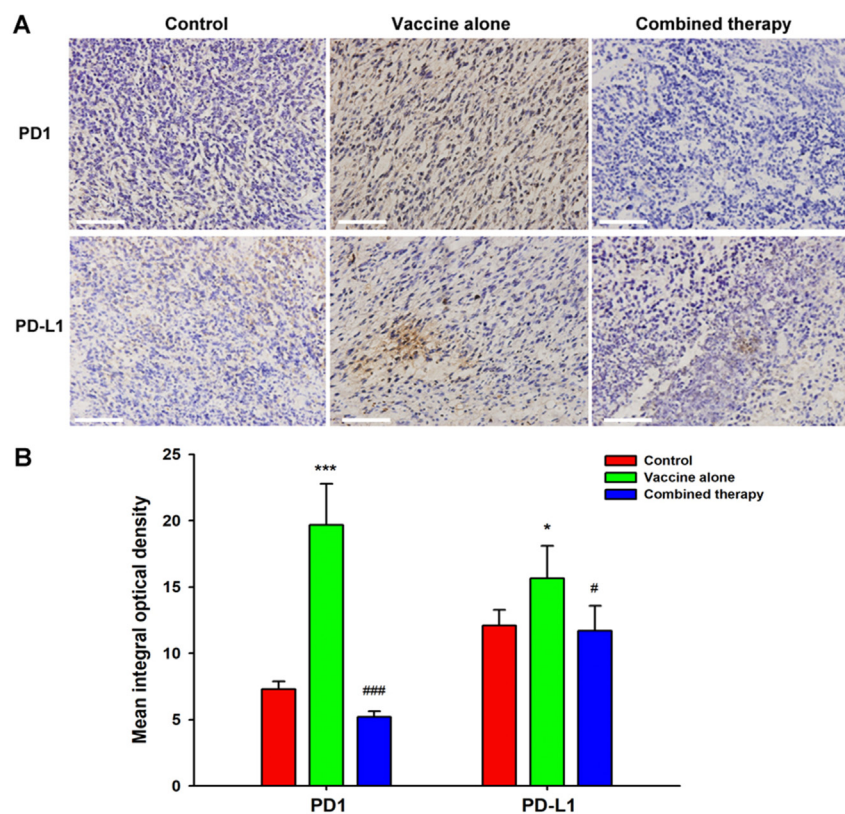 A
Control Vaccine alone Combined therapy
PD1
PD-L1
B
Mean integral optical density
25
20
15
10
5
0
***
###
*
#
Control
Vaccine alone
Combined therapy
PD1 PD-L1